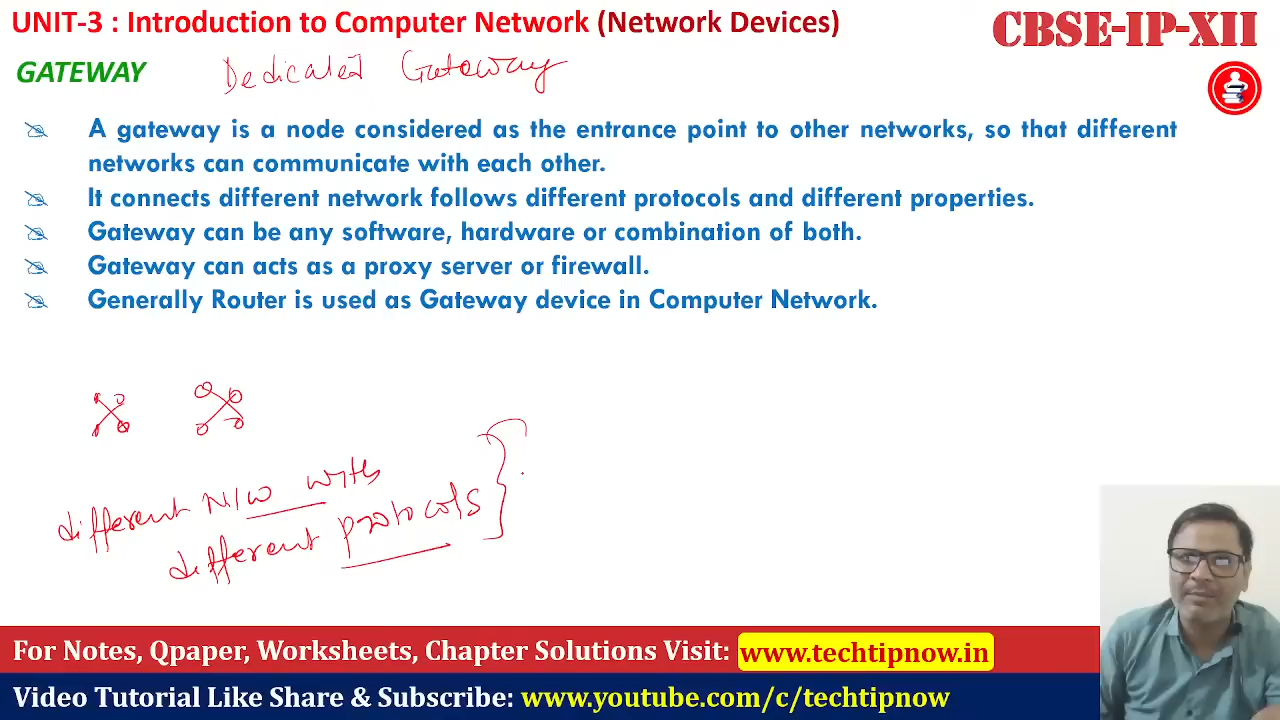 UNIT-3 : Introduction to Computer Network (Network Devices)
CBSE-IP-XII
GATEWAY
Dedicated Gateway
A gateway is a node considered as the entrance point to other networks, so that different
networks can communicate with each other.
It connects different network follows different protocols and different properties.
Gateway can be any software, hardware or combination of both.
Gateway can acts as a proxy server or firewall.
Generally Router is used as Gateway device in Computer Network.
different N/W with
different protocols
For Notes, Qpaper, Worksheets, Chapter Solutions Visit: www.techtipnow.in
Video Tutorial Like Share & Subscribe: www.youtube.com/c/techtipnow